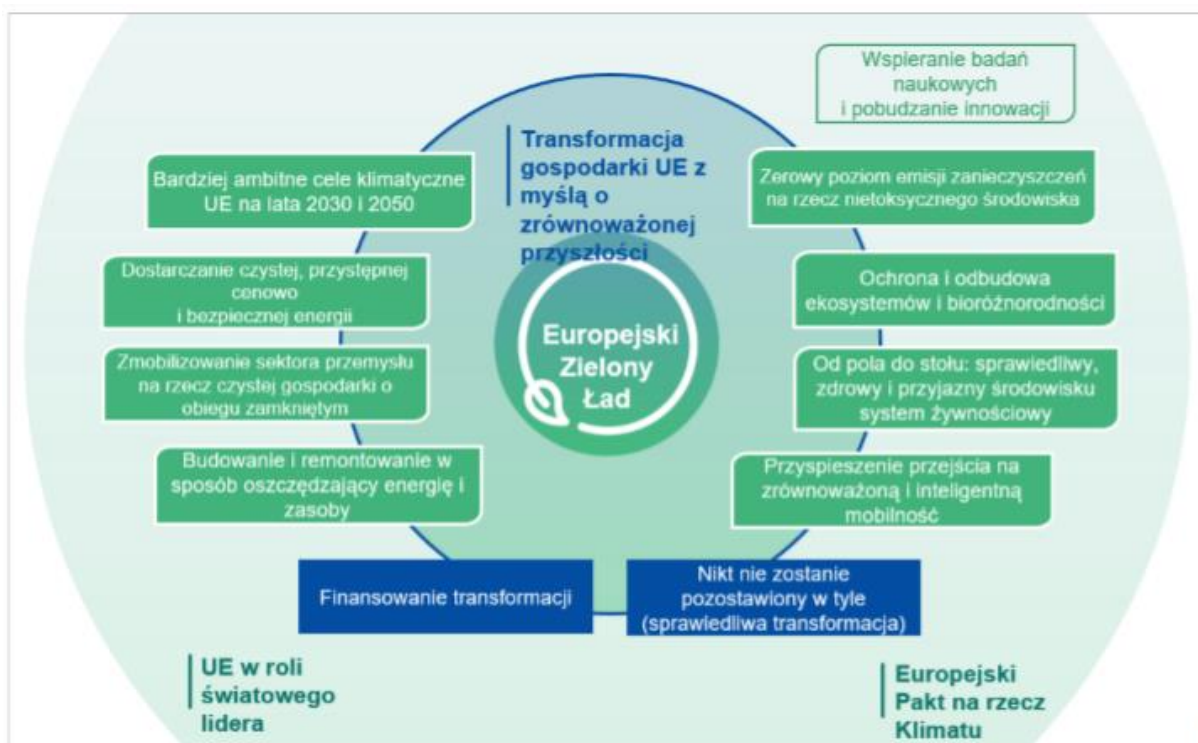 Wspieranie badań
naukowych
i pobudzanie innowacji
Transformacja
gospodarki UE z
myślą o
zrównoważonej
przyszłości
Bardziej ambitne cele klimatyczne
UE na lata 2030 i 2050
Zerowy poziom emisji zanieczyszczeń
na rzecz nietoksycznego środowiska
Dostarczanie czystej, przystępnej
cenowo
i bezpiecznej energii
Ochrona i odbudowa
ekosystemów i bioróżnorodności
Europejski
Zielony
Ład
Zmobilizowanie sektora przemysłu
na rzecz czystej gospodarki o
obiegu zamkniętym
Od pola do stołu: sprawiedliwy,
zdrowy i przyjazny środowisku
system żywnościowy
Budowanie i remontowanie w
sposób oszczędzający energię i
zasoby
Przyspieszenie przejścia na
zrównoważoną i inteligentną
mobilność
Finansowanie transformacji
Nikt nie zostanie
pozostawiony w tyle
(sprawiedliwa transformacja)
UE w roli
światowego
lidera
Europejski
Pakt na rzecz
Klimatu